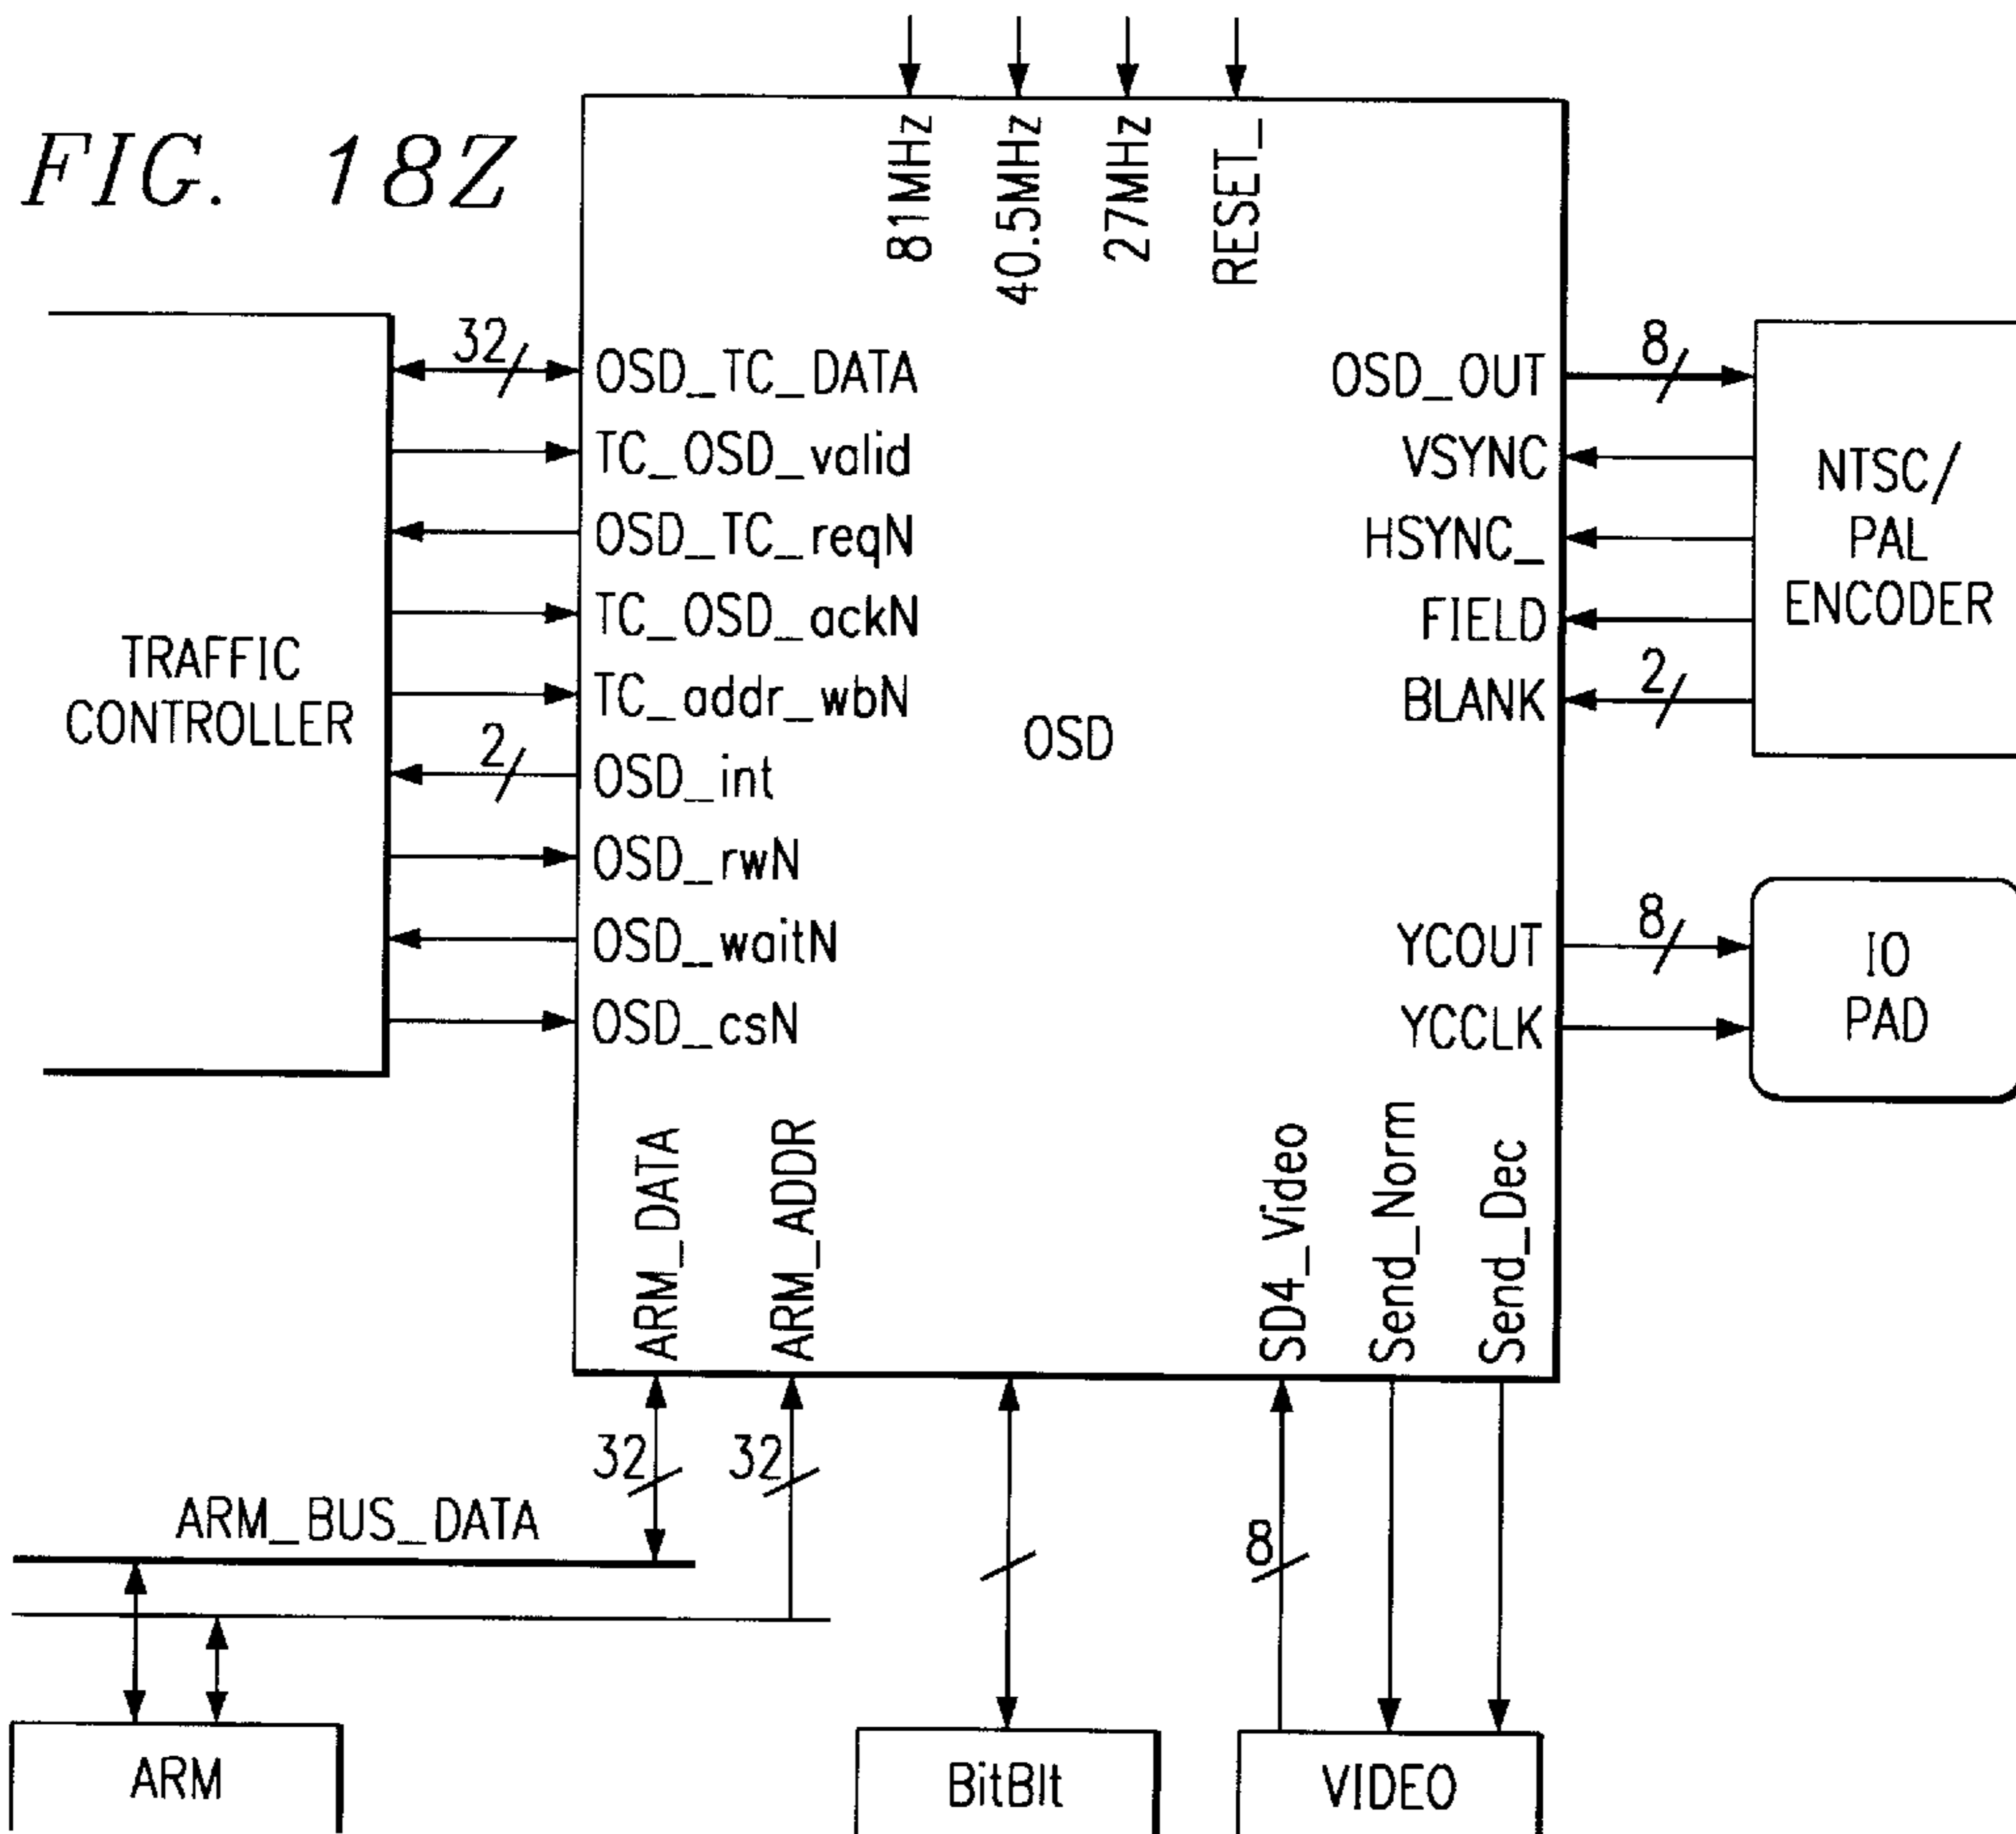 FIG. 18Z
81MHz
40.5MHz
27MHz
RESET_
32
OSD_TC_DATA
TC_OSD_valid
OSD_TC_reqN
TC_OSD_ackN
TC_addr_wbN
2
OSD_int
OSD_rwN
OSD_waitN
OSD_csN
TRAFFIC
CONTROLLER
OSD
OSD_OUT
8
VSYNC
HSYNC_
FIELD
BLANK
2
NTSC/
PAL
ENCODER
YCOUT
8
YCCLK
IO
PAD
ARM_DATA
ARM_ADDR
SD4_Video
Send_Norm
Send_Dec
32
32
8
ARM_BUS_DATA
ARM
BitBlt
VIDEO